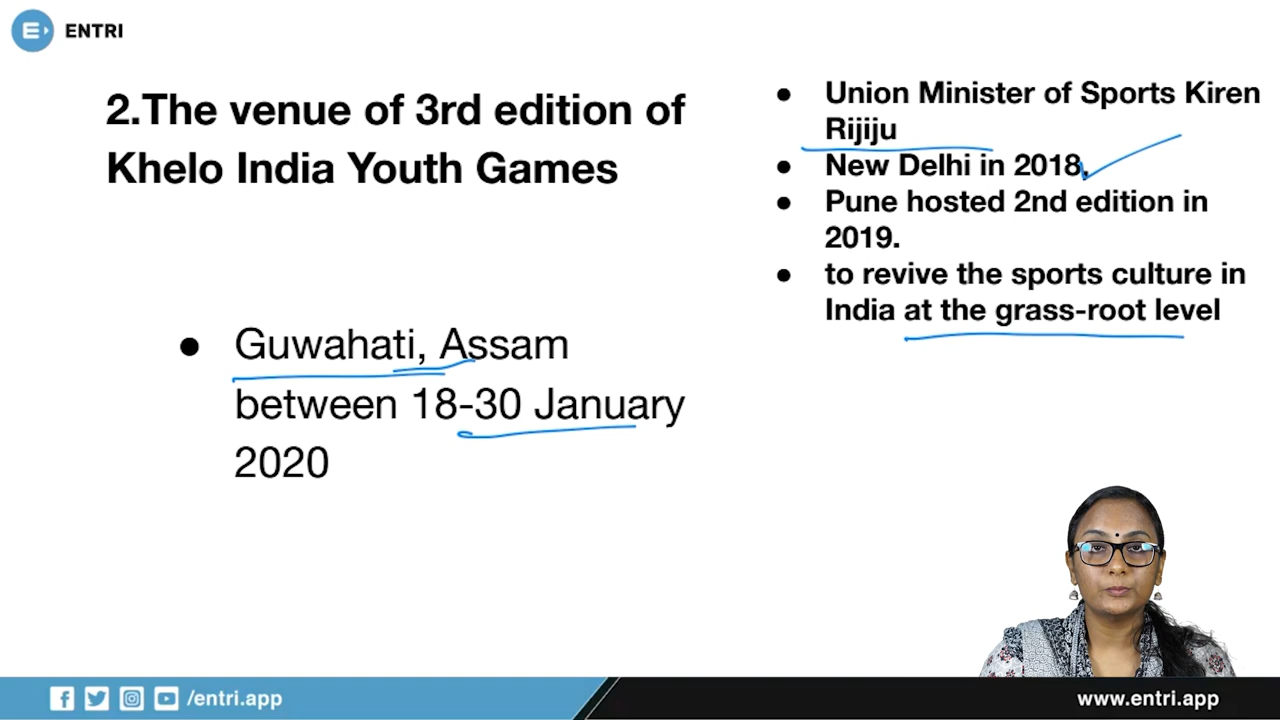 ENTRI
2.The venue of 3rd edition of
Khelo India Youth Games
● Guwahati, Assam
between 18-30 January
2020
● Union Minister of Sports Kiren
Rijiju
● New Delhi in 2018.
● Pune hosted 2nd edition in
2019.
● to revive the sports culture in
India at the grass-root level
/entri.app
www.entri.app